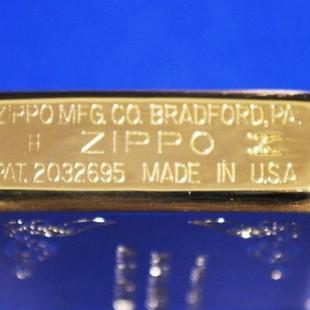 ZIPPO MFG. CO. BRADFORD, PA.
H ZIPPO
PAT. 2032695 MADE IN U.S.A.